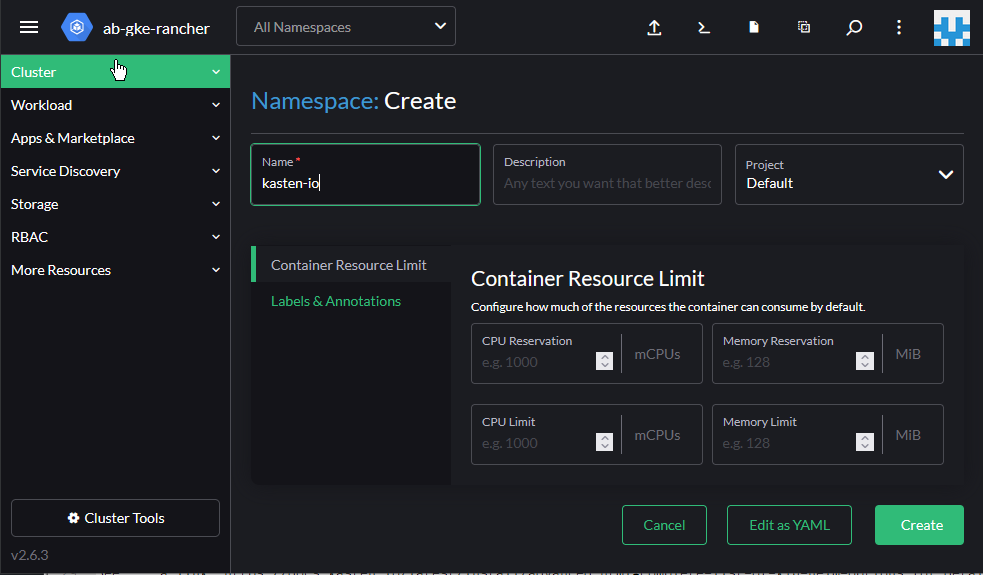 ab-gke-rancher
All Namespaces
Cluster
Workload
Apps & Marketplace
Service Discovery
Storage
RBAC
More Resources
Cluster Tools
v2.6.3
Namespace: Create
Name *
kasten-io
Description
Any text you want that better desc
Project
Default
Container Resource Limit
Labels & Annotations
Container Resource Limit
Configure how much of the resources the container can consume by default.
CPU Reservation
e.g. 1000
mCPUs
Memory Reservation
e.g. 128
MiB
CPU Limit
e.g. 1000
mCPUs
Memory Limit
e.g. 128
MiB
Cancel
Edit as YAML
Create